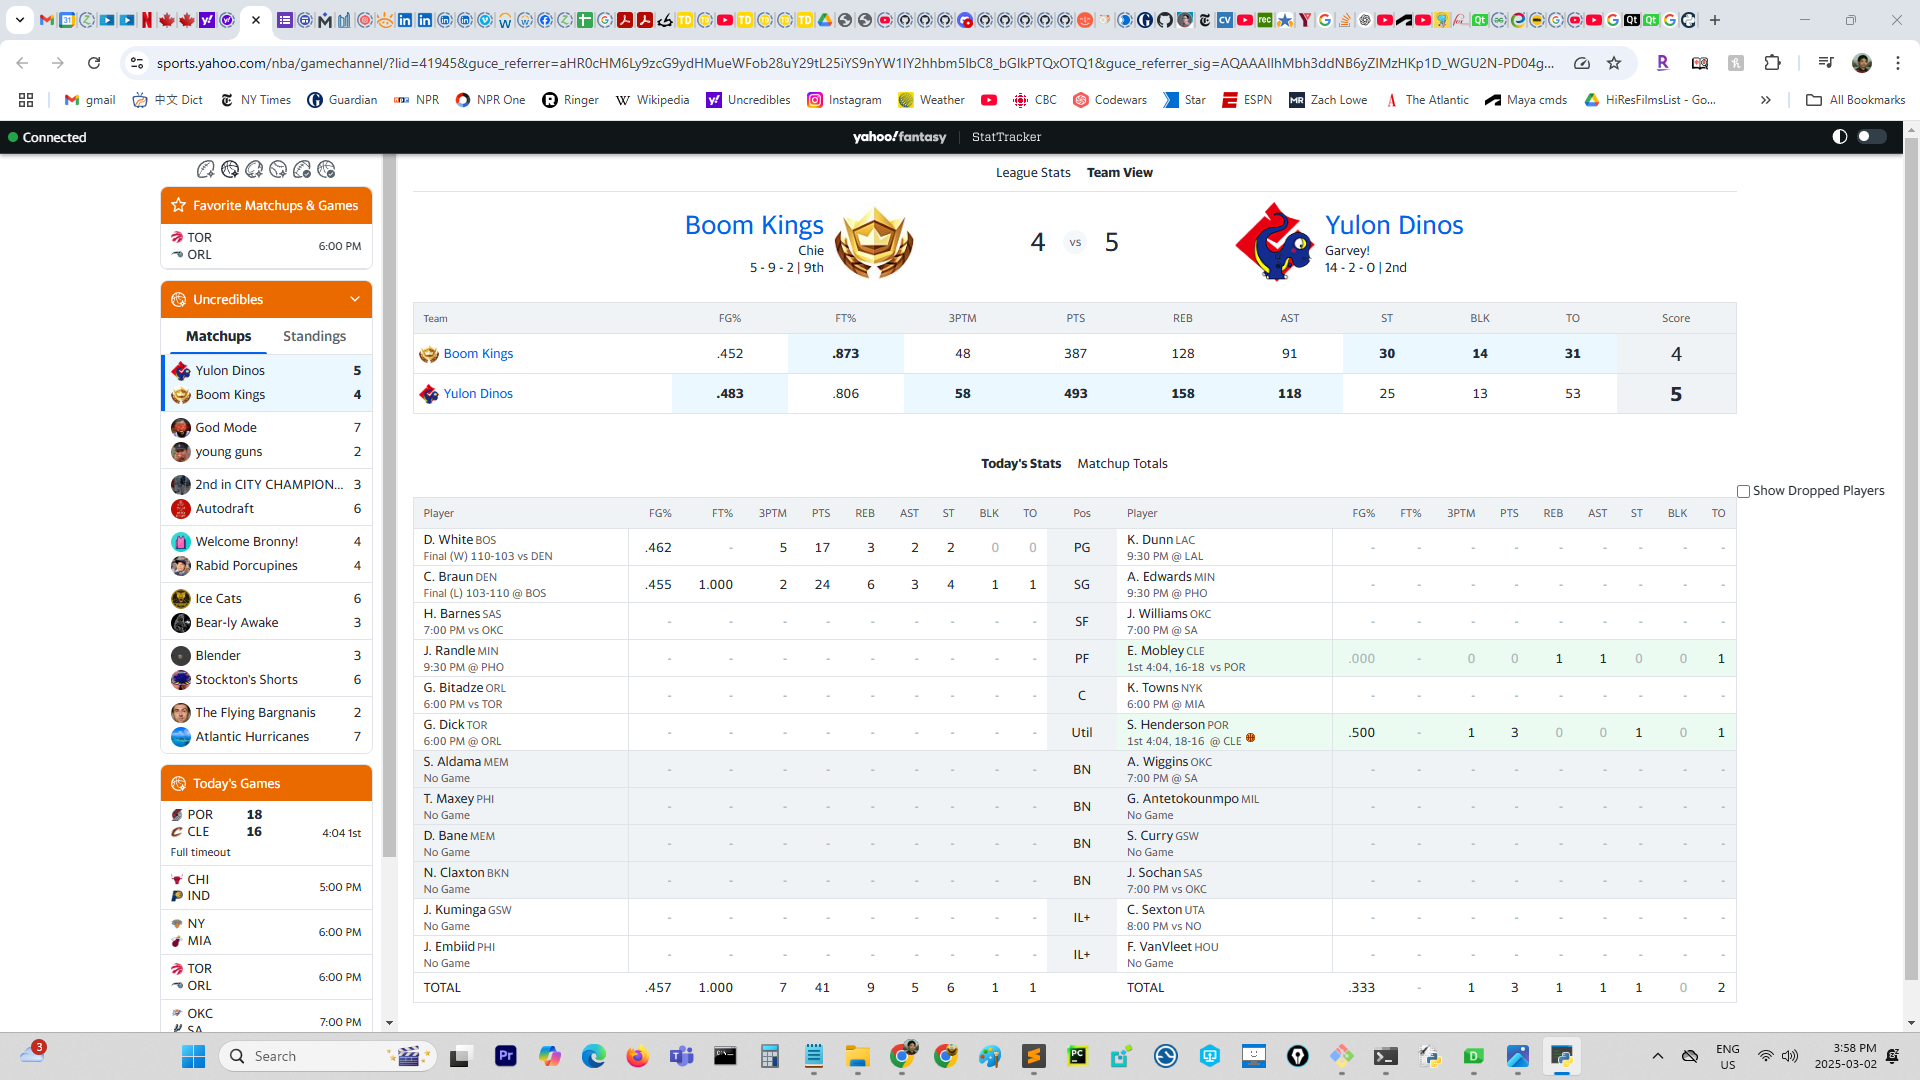 sports.yahoo.com/nba/gamechannel/?lid=41945&guce_referrer=aHR0cHM6Ly9zcG9ydHMueWFob28uY29tL25iYS9nYW1lY2hhbm5lbC8_bGlkPTQxOTQ1&guce_referrer_sig=AQAAAIIhMbh3ddNB6yZIMzHKp1D_WGU2N-PD04g...
gmail 中文 Dict NY Times Guardian NPR NPR One Ringer Wikipedia Uncredibles Instagram Weather CBC Codewars Star ESPN Zach Lowe The Atlantic Maya cmds HiResFilmsList - Go... All Bookmarks
Connected
yahoo!fantasy StatTracker
Favorite Matchups & Games
TOR
ORL
6:00 PM
Uncredibles
Matchups Standings
Yulon Dinos 5
Boom Kings 4
God Mode 7
young guns 2
2nd in CITY CHAMPION... 3
Autodraft 6
Welcome Bronny! 4
Rabid Porcupines 4
Ice Cats 6
Bear-ly Awake 3
Blender 3
Stockton's Shorts 6
The Flying Bargnanis 2
Atlantic Hurricanes 7
Today's Games
POR 18
CLE 16
4:04 1st
Full timeout
CHI
IND
5:00 PM
NY
MIA
6:00 PM
TOR
ORL
6:00 PM
OKC
SA
7:00 PM
League Stats Team View
Boom Kings
Chie
5 - 9 - 2 | 9th
4 vs 5
Yulon Dinos
Garvey!
14 - 2 - 0 | 2nd
Team FG% FT% 3PTM PTS REB AST ST BLK TO Score
Boom Kings .452 .873 48 387 128 91 30 14 31 4
Yulon Dinos .483 .806 58 493 158 118 25 13 53 5
Today's Stats Matchup Totals
Show Dropped Players
Player FG% FT% 3PTM PTS REB AST ST BLK TO Pos Player FG% FT% 3PTM PTS REB AST ST BLK TO
D. White BOS .462 - 5 17 3 2 2 0 0 PG K. Dunn LAC - - - - - - - - -
Final (W) 110-103 vs DEN 9:30 PM @ LAL
C. Braun DEN .455 1.000 2 24 6 3 4 1 1 SG A. Edwards MIN - - - - - - - - -
Final (L) 103-110 @ BOS 9:30 PM @ PHO
H. Barnes SAS - - - - - - - - - SF J. Williams OKC - - - - - - - - -
7:00 PM vs OKC 7:00 PM @ SA
J. Randle MIN - - - - - - - - - PF E. Mobley CLE .000 - 0 0 1 1 0 0 1
9:30 PM @ PHO 1st 4:04, 16-18 vs POR
G. Bitadze ORL - - - - - - - - - C K. Towns NYK - - - - - - - - -
6:00 PM vs TOR 6:00 PM @ MIA
G. Dick TOR - - - - - - - - - Util S. Henderson POR .500 - 1 3 0 0 1 0 1
6:00 PM @ ORL 1st 4:04, 18-16 @ CLE
S. Aldama MEM - - - - - - - - - BN A. Wiggins OKC - - - - - - - - -
No Game 7:00 PM @ SA
T. Maxey PHI - - - - - - - - - BN G. Antetokounmpo MIL - - - - - - - - -
No Game No Game
D. Bane MEM - - - - - - - - - BN S. Curry GSW - - - - - - - - -
No Game No Game
N. Claxton BKN - - - - - - - - - BN J. Sochan SAS - - - - - - - - -
No Game 7:00 PM vs OKC
J. Kuminga GSW - - - - - - - - - IL+ C. Sexton UTA - - - - - - - - -
No Game 8:00 PM vs NO
J. Embiid PHI - - - - - - - - - IL+ F. VanVleet HOU - - - - - - - - -
No Game No Game
TOTAL .457 1.000 7 41 9 5 6 1 1 TOTAL .333 - 1 3 1 1 1 0 2
3
Search
ENG
US
3:58 PM
2025-03-02